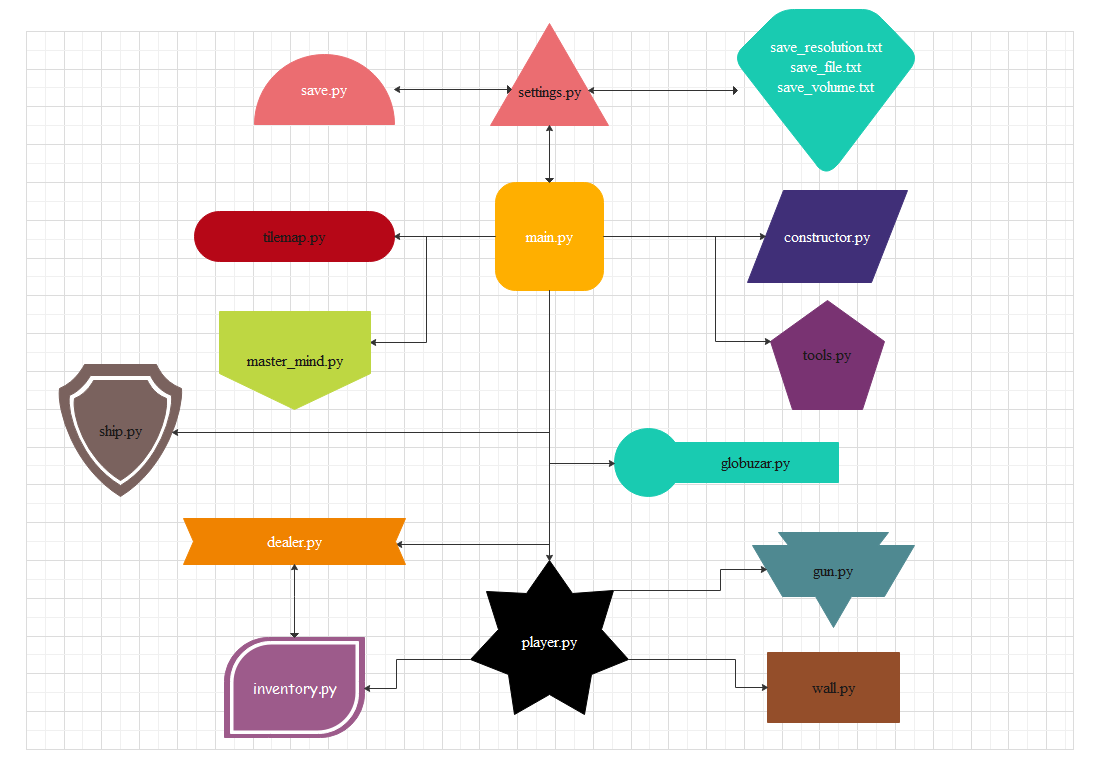 save_resolution.txt
save_file.txt
save_volume.txt
save.py
settings.py
tilemap.py
main.py
constructor.py
master_mind.py
tools.py
ship.py
globuzar.py
dealer.py
gun.py
player.py
inventory.py
wall.py